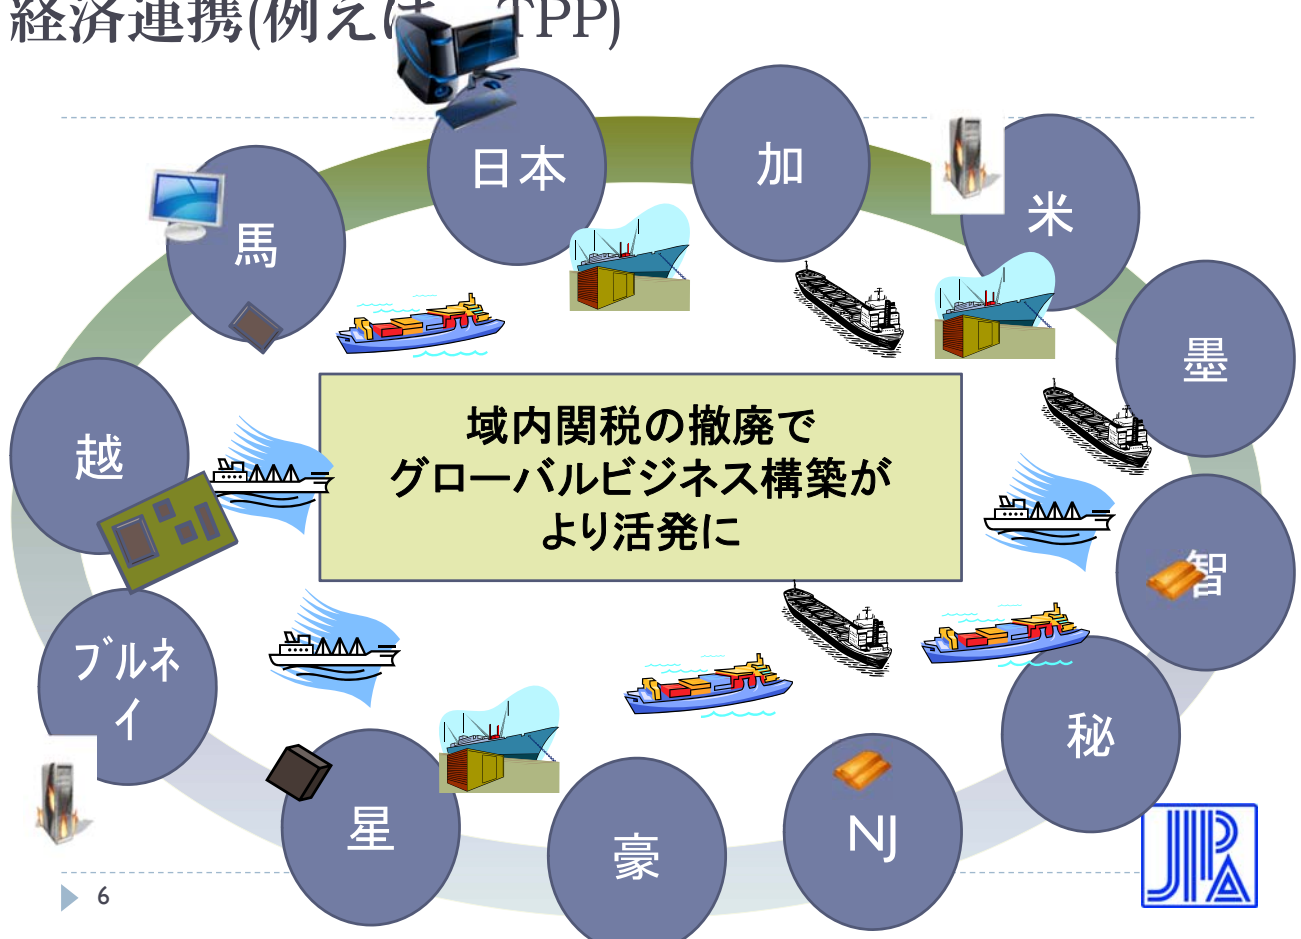 経済連携(例えば、TPP)
日本
加
米
馬
墨
域内関税の撤廃で
グローバルビジネス構築が
より活発に
越
智
ブルネ
イ
秘
星
豪
NJ
JIPA
6